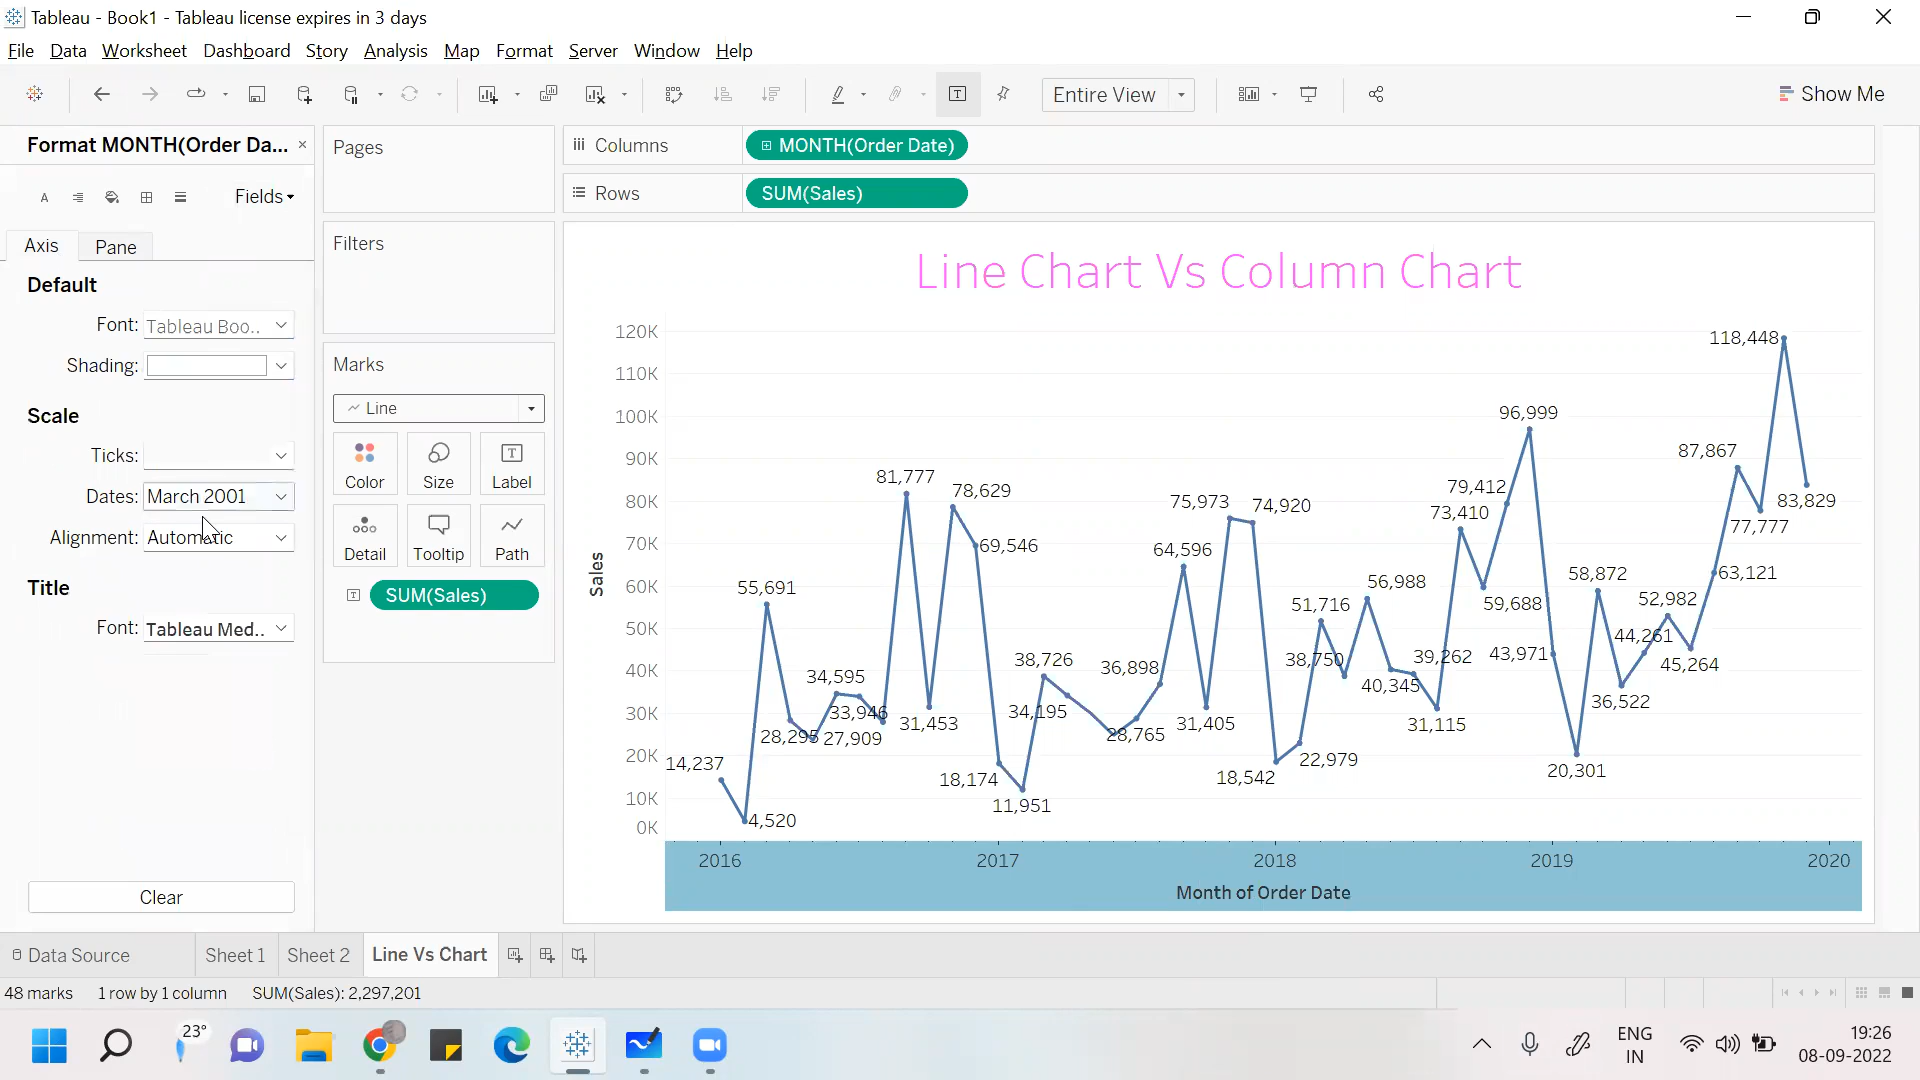 Tableau - Book1 - Tableau license expires in 3 days
File Data Worksheet Dashboard Story Analysis Map Format Server Window Help
Entire View
Show Me
Format MONTH(Order Da...
Fields
Axis Pane
Default
Font: Tableau Boo..
Shading:
Scale
Ticks:
Dates: March 2001
Alignment: Automatic
Title
Font: Tableau Med..
Clear
Pages
Filters
Marks
Line
Color Size Label
Detail Tooltip Path
SUM(Sales)
Columns MONTH(Order Date)
Rows SUM(Sales)
Line Chart Vs Column Chart
Sales
120K
110K
100K
90K
80K
70K
60K
50K
40K
30K
20K
10K
0K
14,237
4,520
55,691
28,295
27,909
34,595
33,946
81,777
31,453
78,629
69,546
18,174
11,951
38,726
34,195
28,765
36,898
64,596
31,405
75,973
74,920
18,542
22,979
51,716
38,750
56,988
40,345
39,262
31,115
73,410
59,688
79,412
96,999
43,971
20,301
58,872
36,522
44,261
52,982
45,264
63,121
87,867
77,777
118,448
83,829
2016 2017 2018 2019 2020
Month of Order Date
Data Source Sheet 1 Sheet 2 Line Vs Chart
48 marks 1 row by 1 column SUM(Sales): 2,297,201
23°
ENG
IN
19:26
08-09-2022